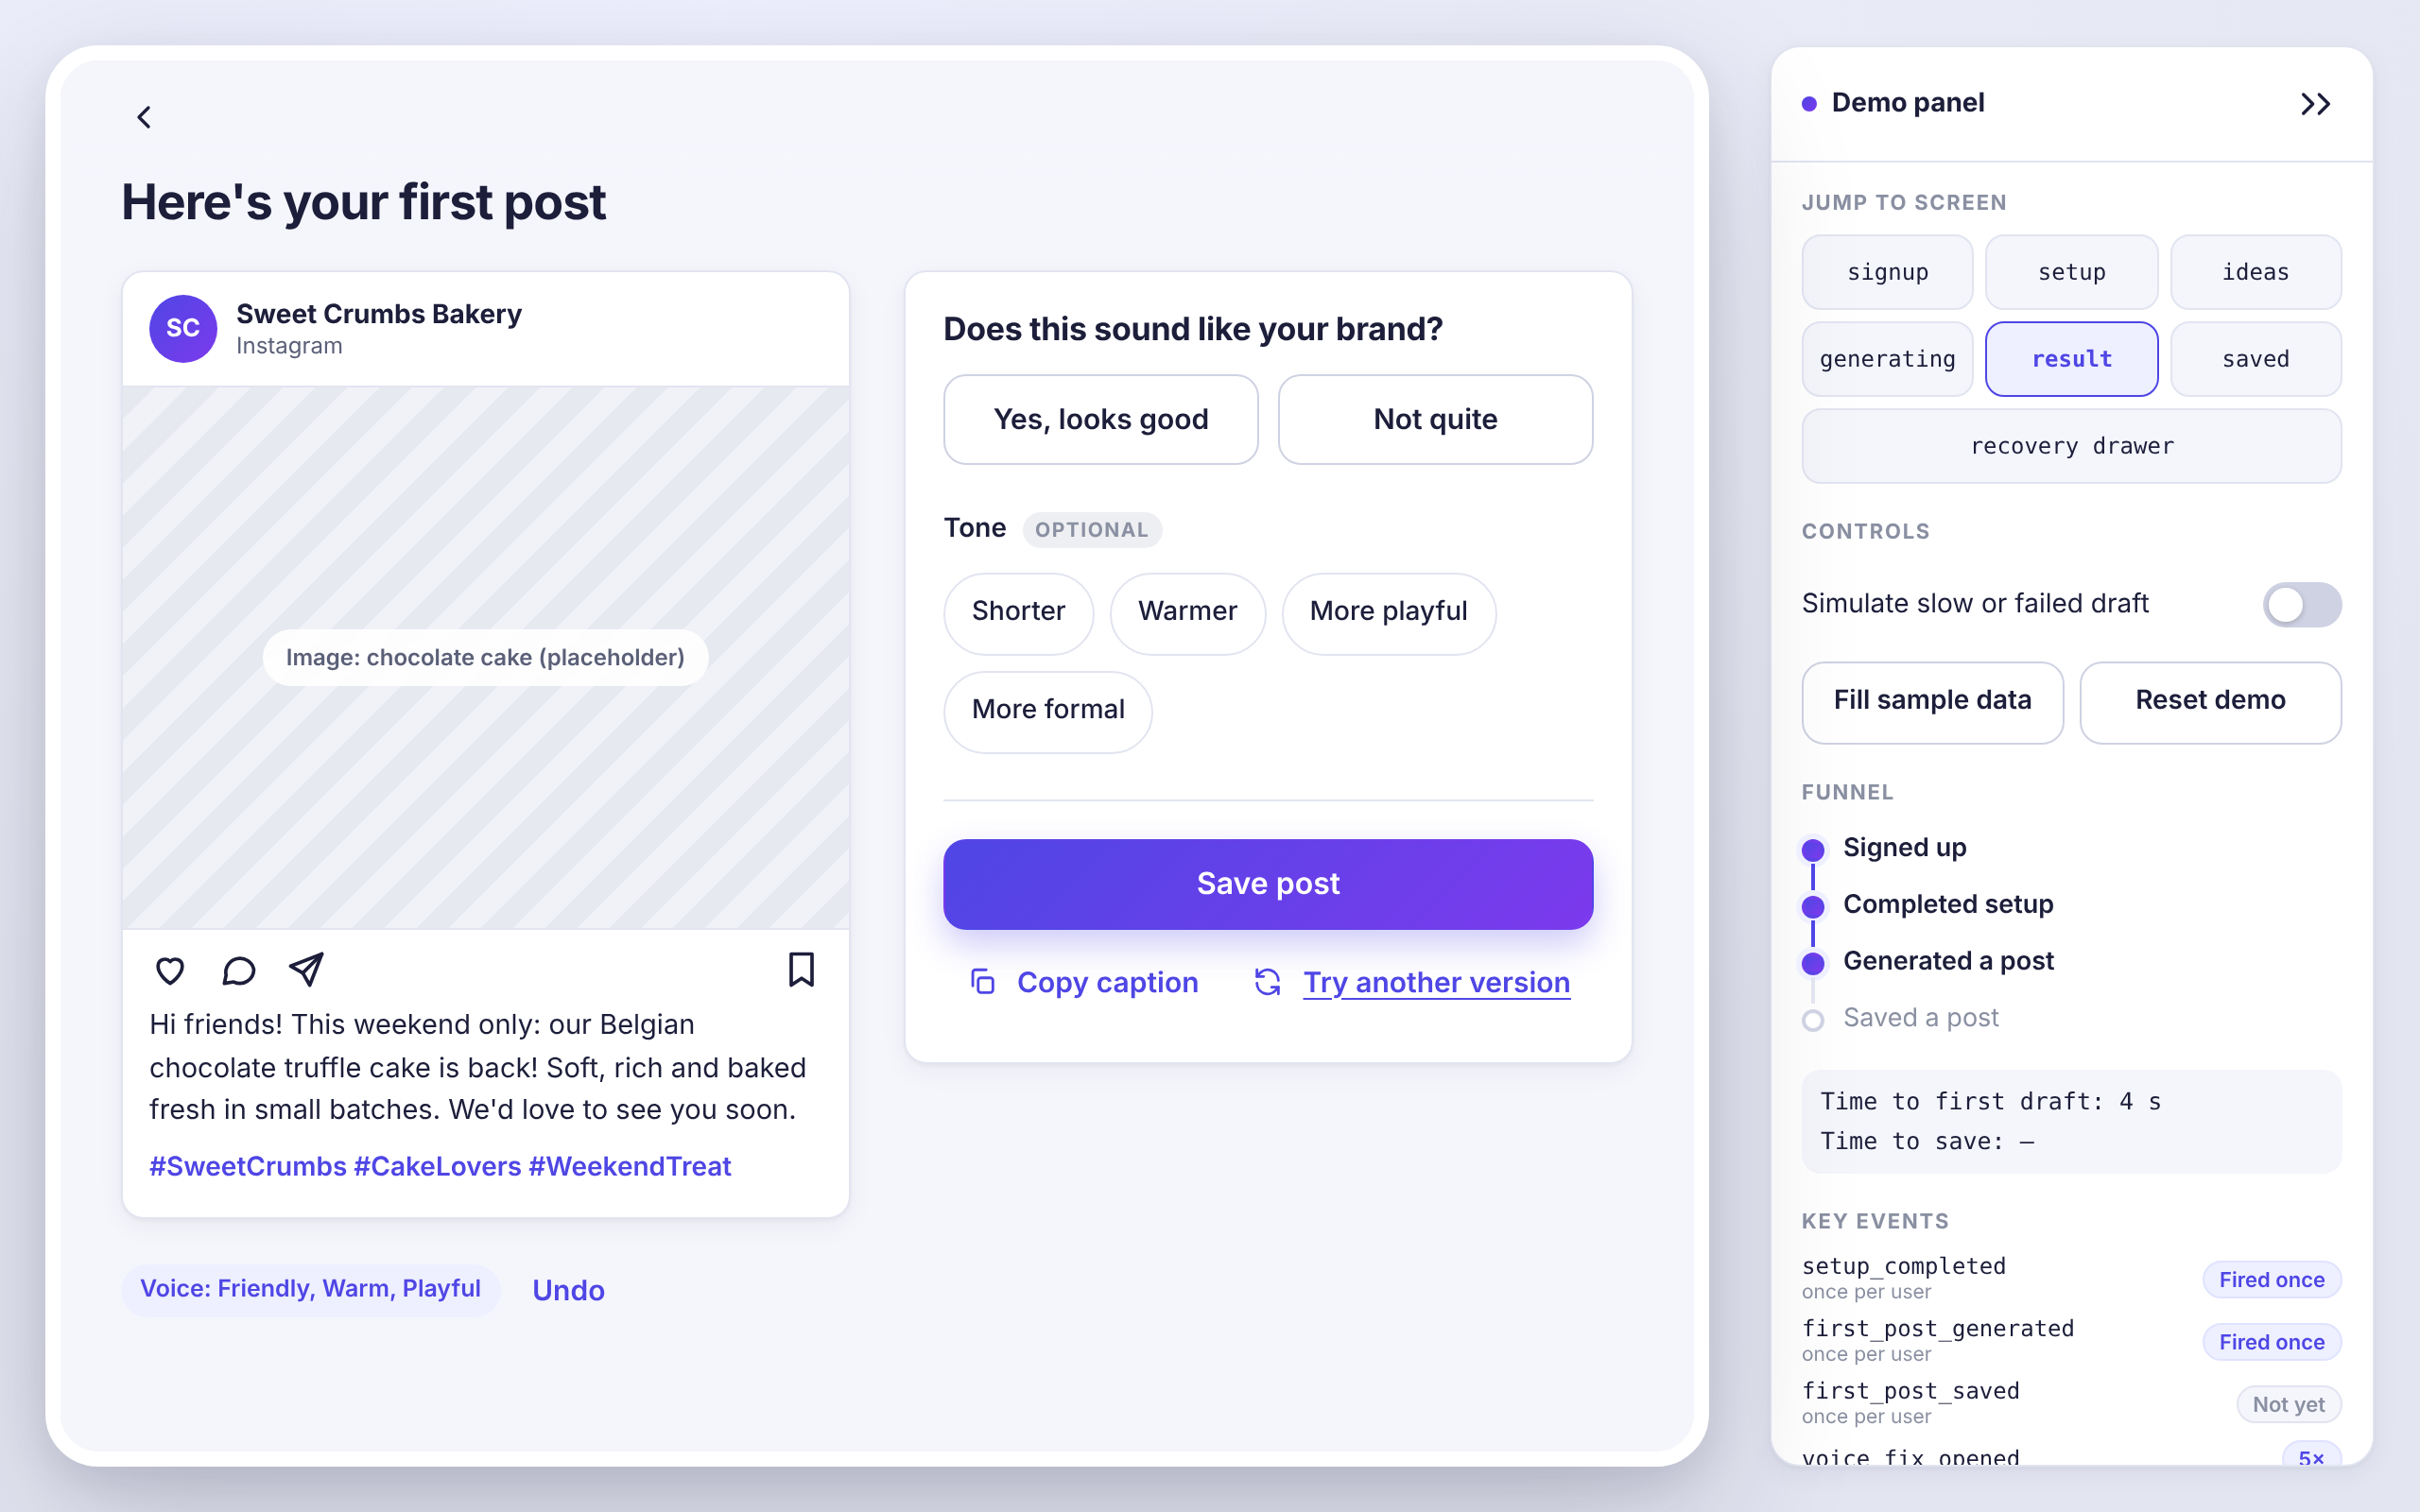 Here's your first post
SC
Sweet Crumbs Bakery
Instagram
Image: chocolate cake (placeholder)
Hi friends! This weekend only: our Belgian
chocolate truffle cake is back! Soft, rich and baked
fresh in small batches. We'd love to see you soon.
#SweetCrumbs #CakeLovers #WeekendTreat
Voice: Friendly, Warm, Playful
Undo
Does this sound like your brand?
Yes, looks good
Not quite
Tone OPTIONAL
Shorter
Warmer
More playful
More formal
Save post
Copy caption
Try another version
Demo panel
JUMP TO SCREEN
signup
setup
ideas
generating
result
saved
recovery drawer
CONTROLS
Simulate slow or failed draft
Fill sample data
Reset demo
FUNNEL
Signed up
Completed setup
Generated a post
Saved a post
Time to first draft: 4 s
Time to save: —
KEY EVENTS
setup_completed
once per user
Fired once
first_post_generated
once per user
Fired once
first_post_saved
once per user
Not yet
voice_fix_opened
5×